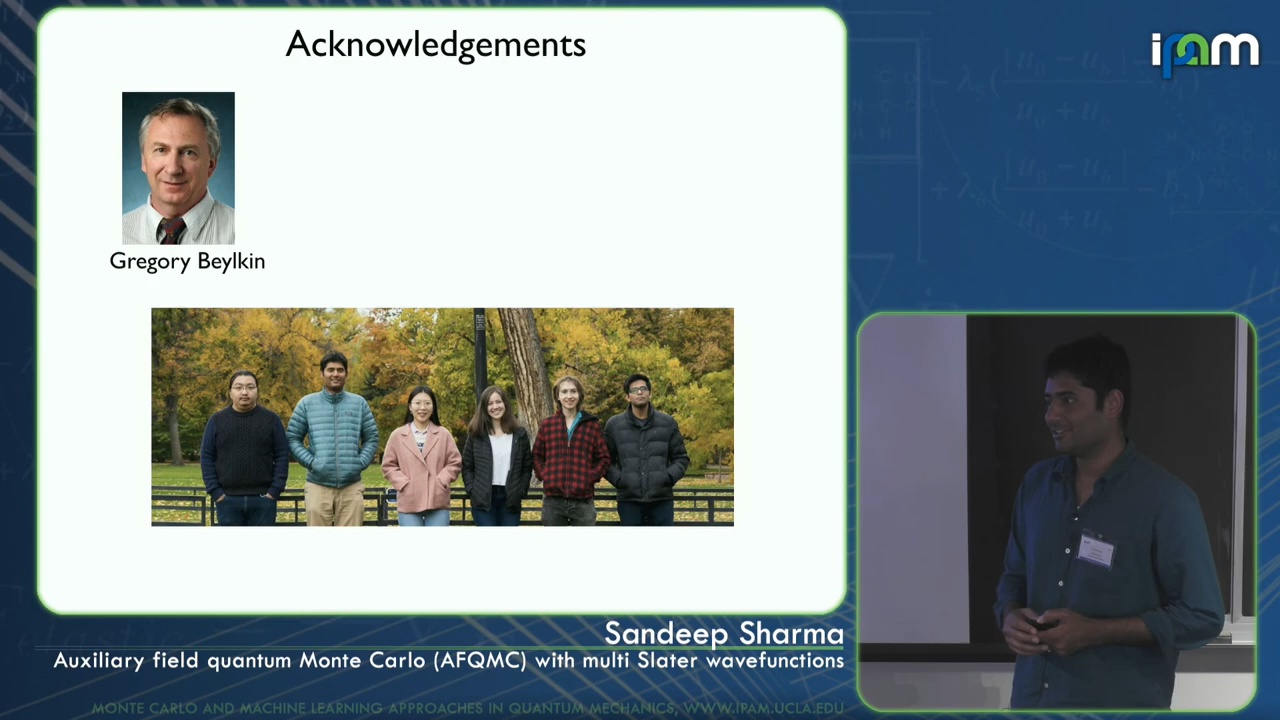 Acknowledgements
ipam
Gregory Beylkin
Sandeep Sharma
Auxiliary field quantum Monte Carlo (AFQMC) with multi Slater wavefunctions
MONTE CARLO AND MACHINE LEARNING APPROACHES IN QUANTUM MECHANICS, WWW.IPAM.UCLA.EDU